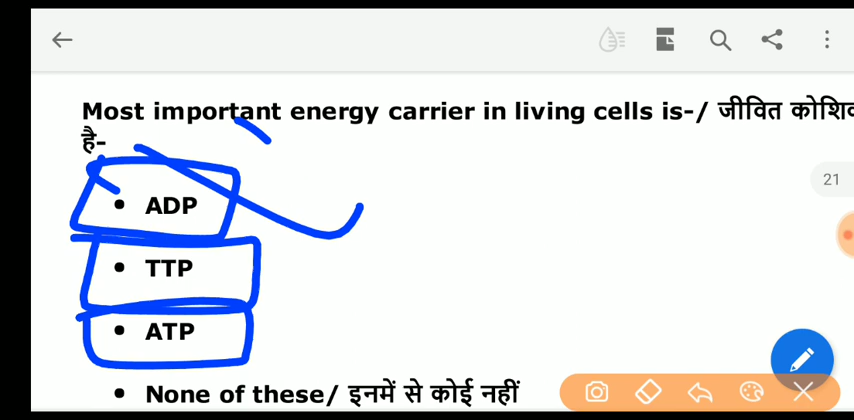 Most important energy carrier in living cells is-/ जीवित
है-
21
• ADP
• TTP
• ATP
• None of these/ इनमें से कोई नहीं